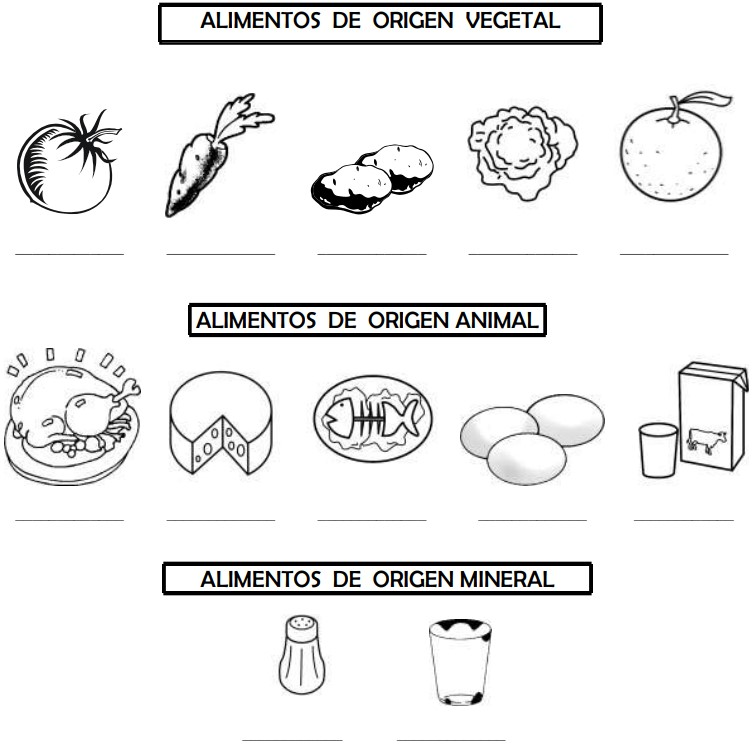 ALIMENTOS DE ORIGEN VEGETAL
ALIMENTOS DE ORIGEN ANIMAL
ALIMENTOS DE ORIGEN MINERAL